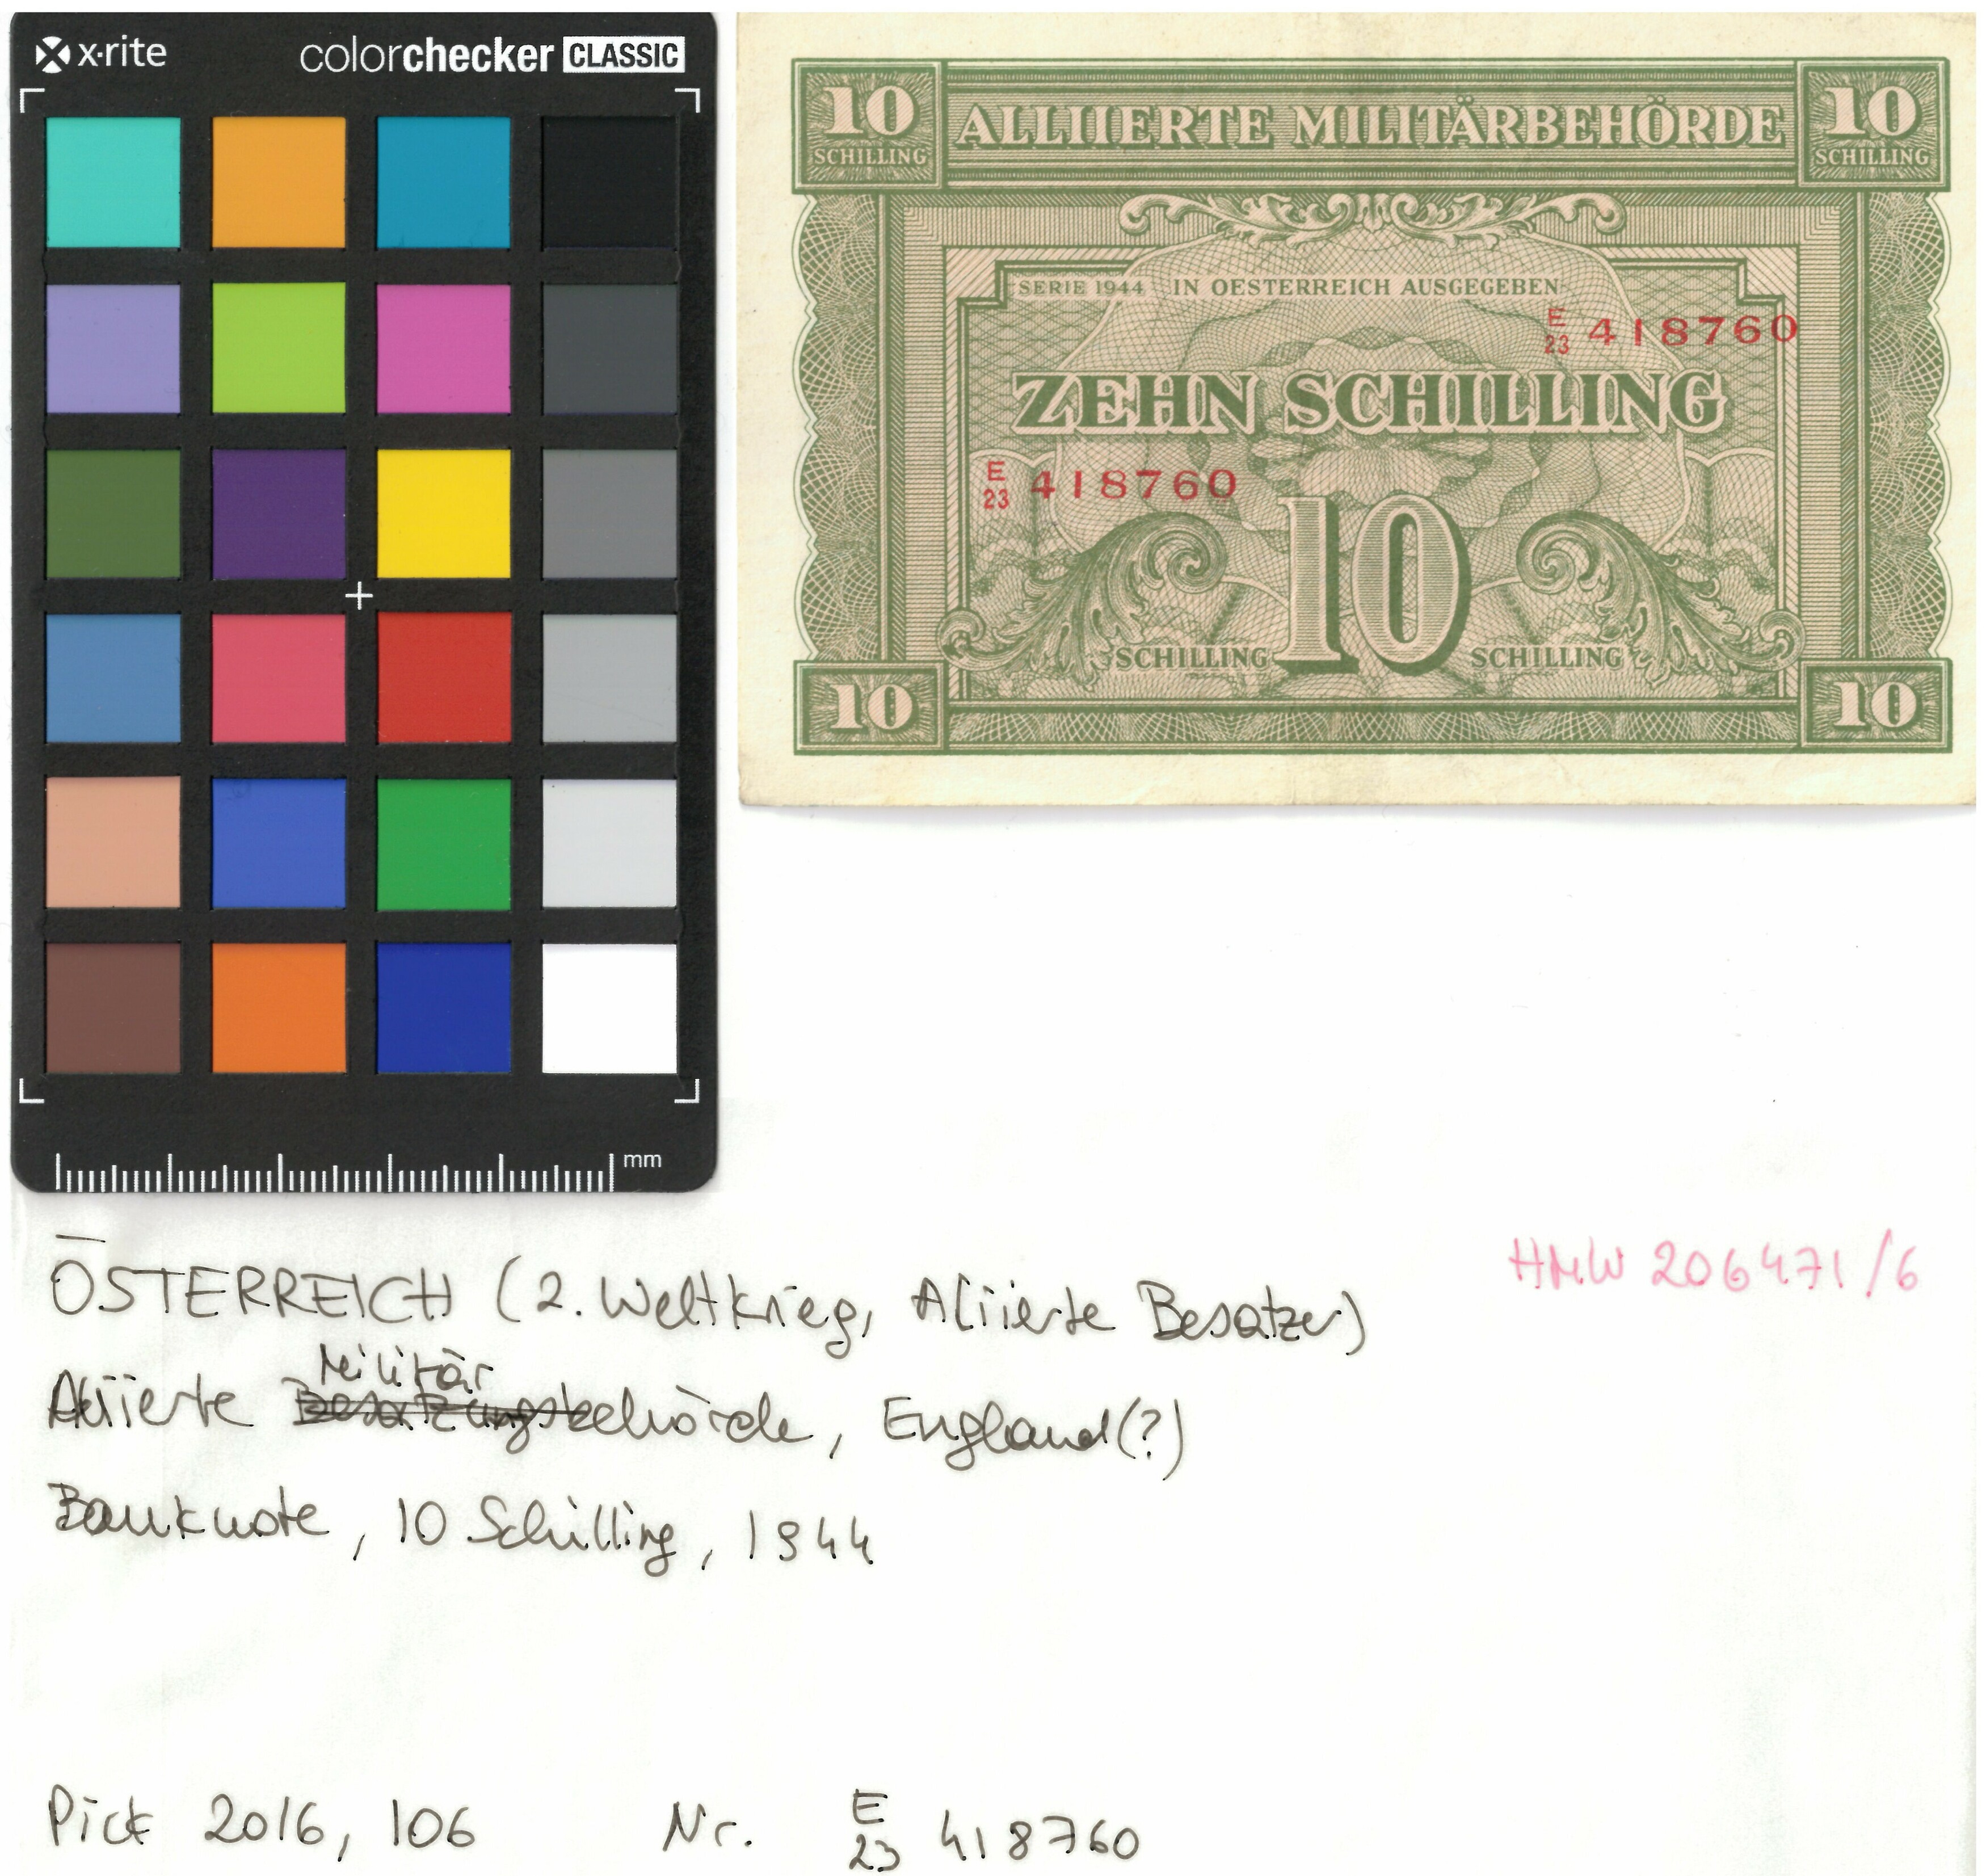 x·rite colorchecker CLASSIC
mm
10 SCHILLING ALLIIERTE MILITÄRBEHÖRDE 10 SCHILLING
SERIE 1944 IN OESTERREICH AUSGEGEBEN
E
23 418760
ZEHN SCHILLING
E
23 418760
SCHILLING 10 SCHILLING
10 10
HMW 206471/6
ÖSTERREICH (2. Weltkrieg, Aliierte Besatzer)
Militär
Aliierte Besatzungsbehörde, England(?)
Banknote, 10 Schilling, 1944
Pick 2016, 106 Nr. E
23 418760